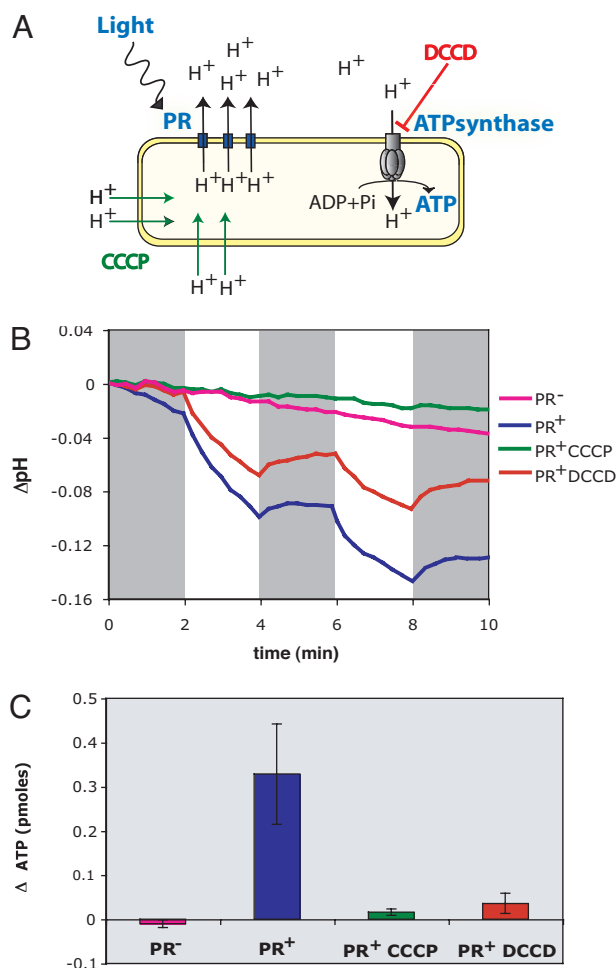 A
Light
H+ H+ H+
H+
DCCD
H+
PR
ATPsynthase
H+ H+ H+
H+
H+
ADP+Pi
ATP
H+
CCCP
H+ H+
B
0.04
0
-0.04
-0.08
-0.12
-0.16
ΔpH
0 2 4 6 8 10
time (min)
PR-
PR+
PR+CCCP
PR+DCCD
C
0.5
0.4
0.3
0.2
0.1
0
-0.1
Δ ATP (pmoles)
PR- PR+ PR+ CCCP PR+ DCCD